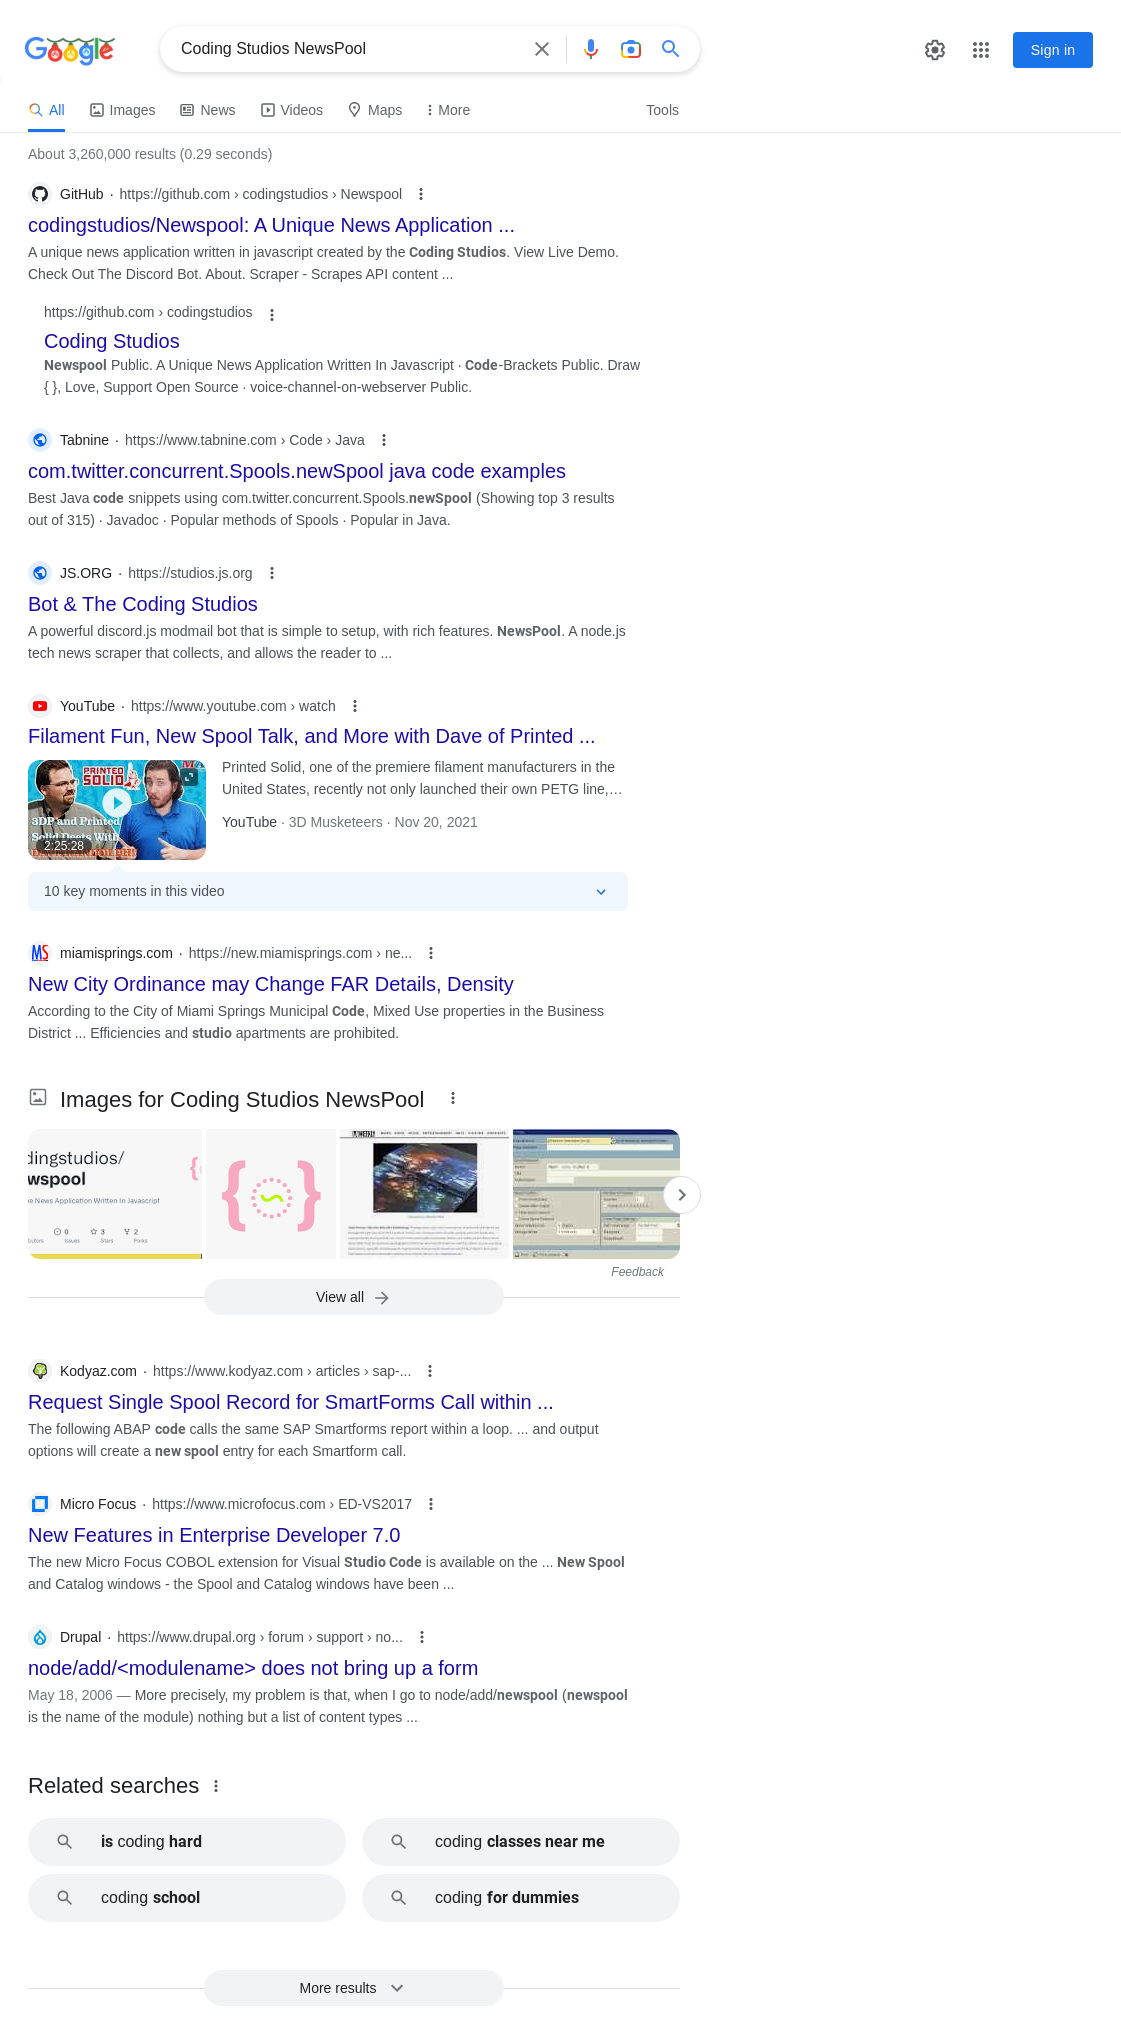 Google
Coding Studios NewsPool
Sign in
All
Images
News
Videos
Maps
More
Tools
About 3,260,000 results (0.29 seconds)
GitHub · https://github.com › codingstudios › Newspool
codingstudios/Newspool: A Unique News Application ...
A unique news application written in javascript created by the Coding Studios. View Live Demo.
Check Out The Discord Bot. About. Scraper - Scrapes API content ...
https://github.com › codingstudios
Coding Studios
Newspool Public. A Unique News Application Written In Javascript · Code-Brackets Public. Draw
{ }, Love, Support Open Source · voice-channel-on-webserver Public.
Tabnine · https://www.tabnine.com › Code › Java
com.twitter.concurrent.Spools.newSpool java code examples
Best Java code snippets using com.twitter.concurrent.Spools.newSpool (Showing top 3 results
out of 315) · Javadoc · Popular methods of Spools · Popular in Java.
JS.ORG · https://studios.js.org
Bot & The Coding Studios
A powerful discord.js modmail bot that is simple to setup, with rich features. NewsPool. A node.js
tech news scraper that collects, and allows the reader to ...
YouTube · https://www.youtube.com › watch
Filament Fun, New Spool Talk, and More with Dave of Printed ...
PRINTED
SOLID
3DP and Printed
Solid Deets With
2:25:28
Printed Solid, one of the premiere filament manufacturers in the
United States, recently not only launched their own PETG line,...
YouTube · 3D Musketeers · Nov 20, 2021
10 key moments in this video
MS
miamisprings.com · https://new.miamisprings.com › ne...
New City Ordinance may Change FAR Details, Density
According to the City of Miami Springs Municipal Code, Mixed Use properties in the Business
District ... Efficiencies and studio apartments are prohibited.
Images for Coding Studios NewsPool
dingstudios/
wspool
ue News Application Written In Javascript
0
3
2
Issues
Stars
Forks
{ }
Feedback
View all
Kodyaz.com · https://www.kodyaz.com › articles › sap-...
Request Single Spool Record for SmartForms Call within ...
The following ABAP code calls the same SAP Smartforms report within a loop. ... and output
options will create a new spool entry for each Smartform call.
Micro Focus · https://www.microfocus.com › ED-VS2017
New Features in Enterprise Developer 7.0
The new Micro Focus COBOL extension for Visual Studio Code is available on the ... New Spool
and Catalog windows - the Spool and Catalog windows have been ...
Drupal · https://www.drupal.org › forum › support › no...
node/add/<modulename> does not bring up a form
May 18, 2006 — More precisely, my problem is that, when I go to node/add/newspool (newspool
is the name of the module) nothing but a list of content types ...
Related searches
is coding hard
coding classes near me
coding school
coding for dummies
More results